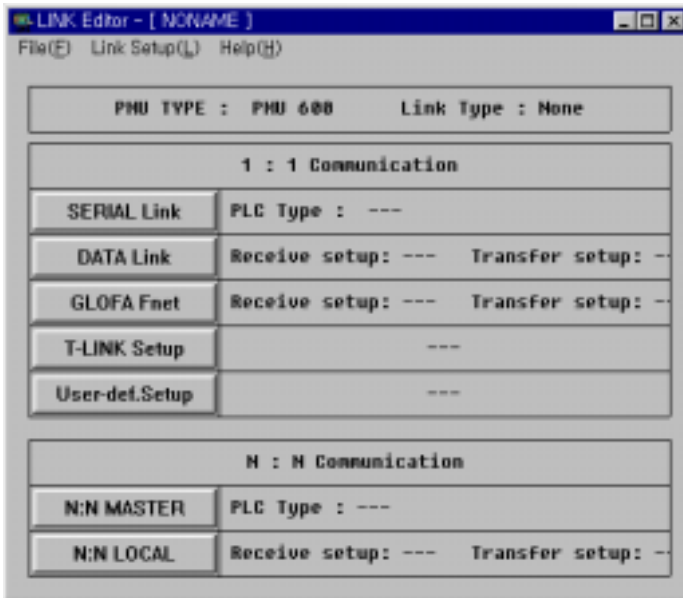 LINK Editor - [ NONAME ]
File(F) Link Setup(L) Help(H)
PMU TYPE : PMU 600 Link Type : None
1 : 1 Communication
SERIAL Link PLC Type : ---
DATA Link Receive setup: --- Transfer setup: --
GLOFA Fnet Receive setup: --- Transfer setup: --
T-LINK Setup ---
User-def.Setup ---
N : N Communication
N:N MASTER PLC Type : ---
N:N LOCAL Receive setup: --- Transfer setup: --